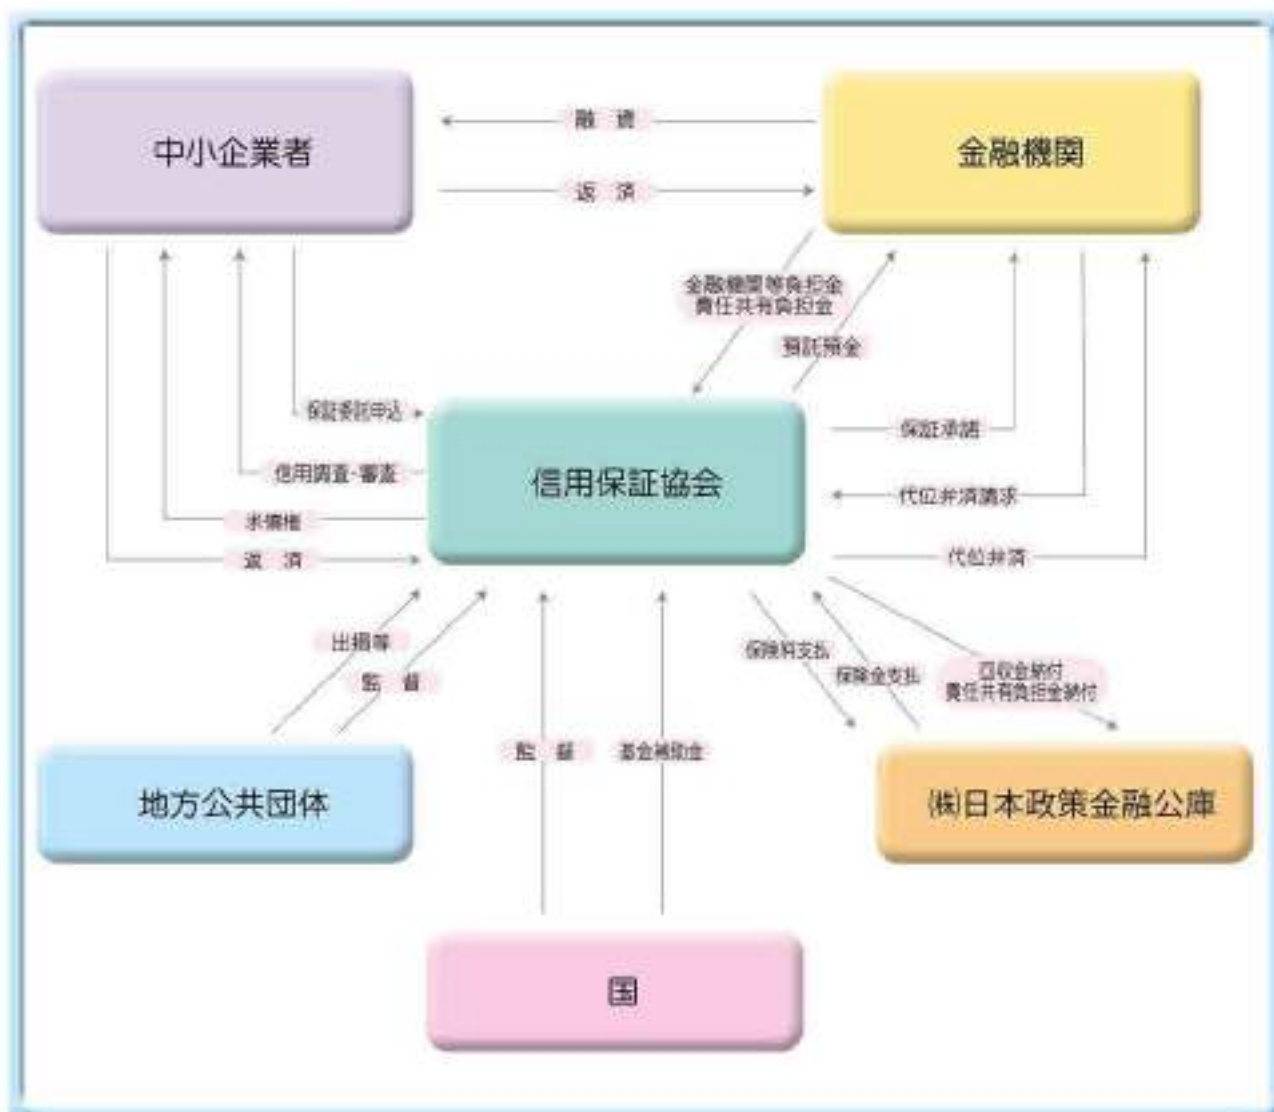 中小企業者
金融機関
融　資
返　済
金融機関等負担金
責任共有負担金
預託預金
保証委託申込
信用調査・審査
求償権
返　済
信用保証協会
保証承諾
代位弁済請求
代位弁済
出捐等
監　督
保険料支払
保険金支払
回収金納付
責任共有負担金納付
監　督
基金補助金
地方公共団体
㈱日本政策金融公庫
国